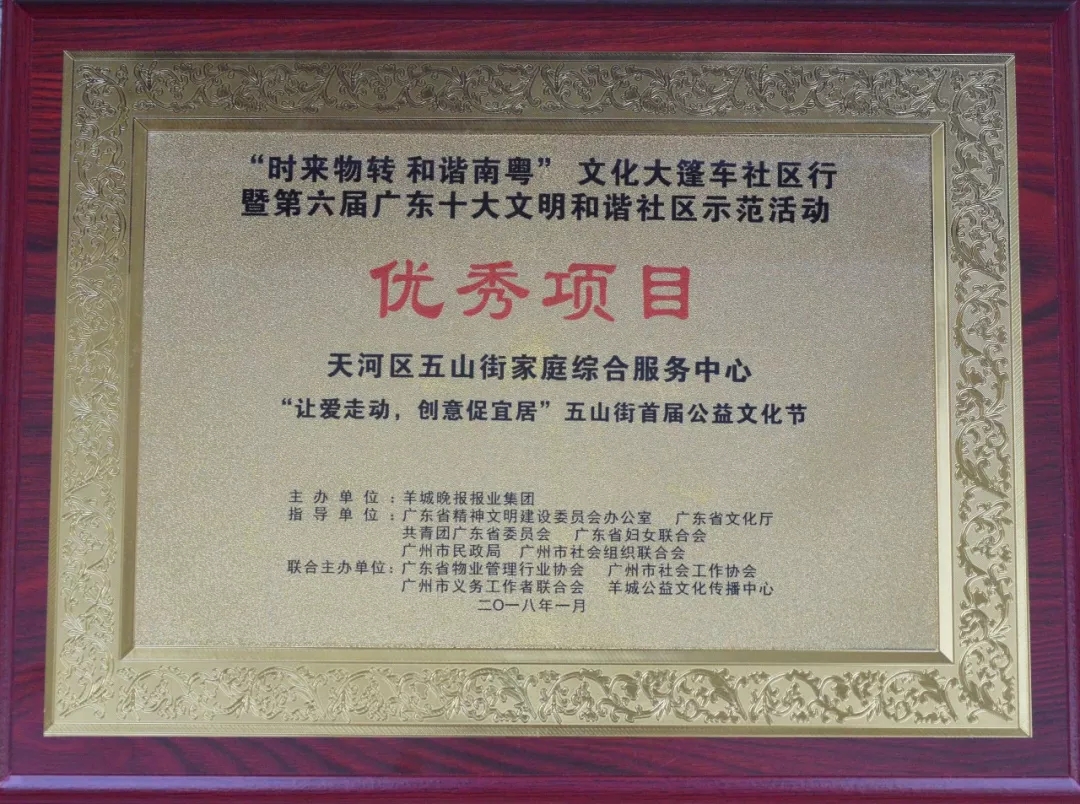 “时来物转 和谐南粤” 文化大篷车社区行
暨第六届广东十大文明和谐社区示范活动
优秀项目
天河区五山街家庭综合服务中心
“让爱走动，创意促宜居”五山街首届公益文化节
主办单位：羊城晚报报业集团
指导单位：广东省精神文明建设委员会办公室 广东省文化厅
共青团广东省委员会 广东省妇女联合会
广州市民政局 广州市社会组织联合会
联合主办单位：广东省物业管理行业协会 广州市社会工作协会
广州市义务工作者联合会 羊城公益文化传播中心
二〇一八年一月